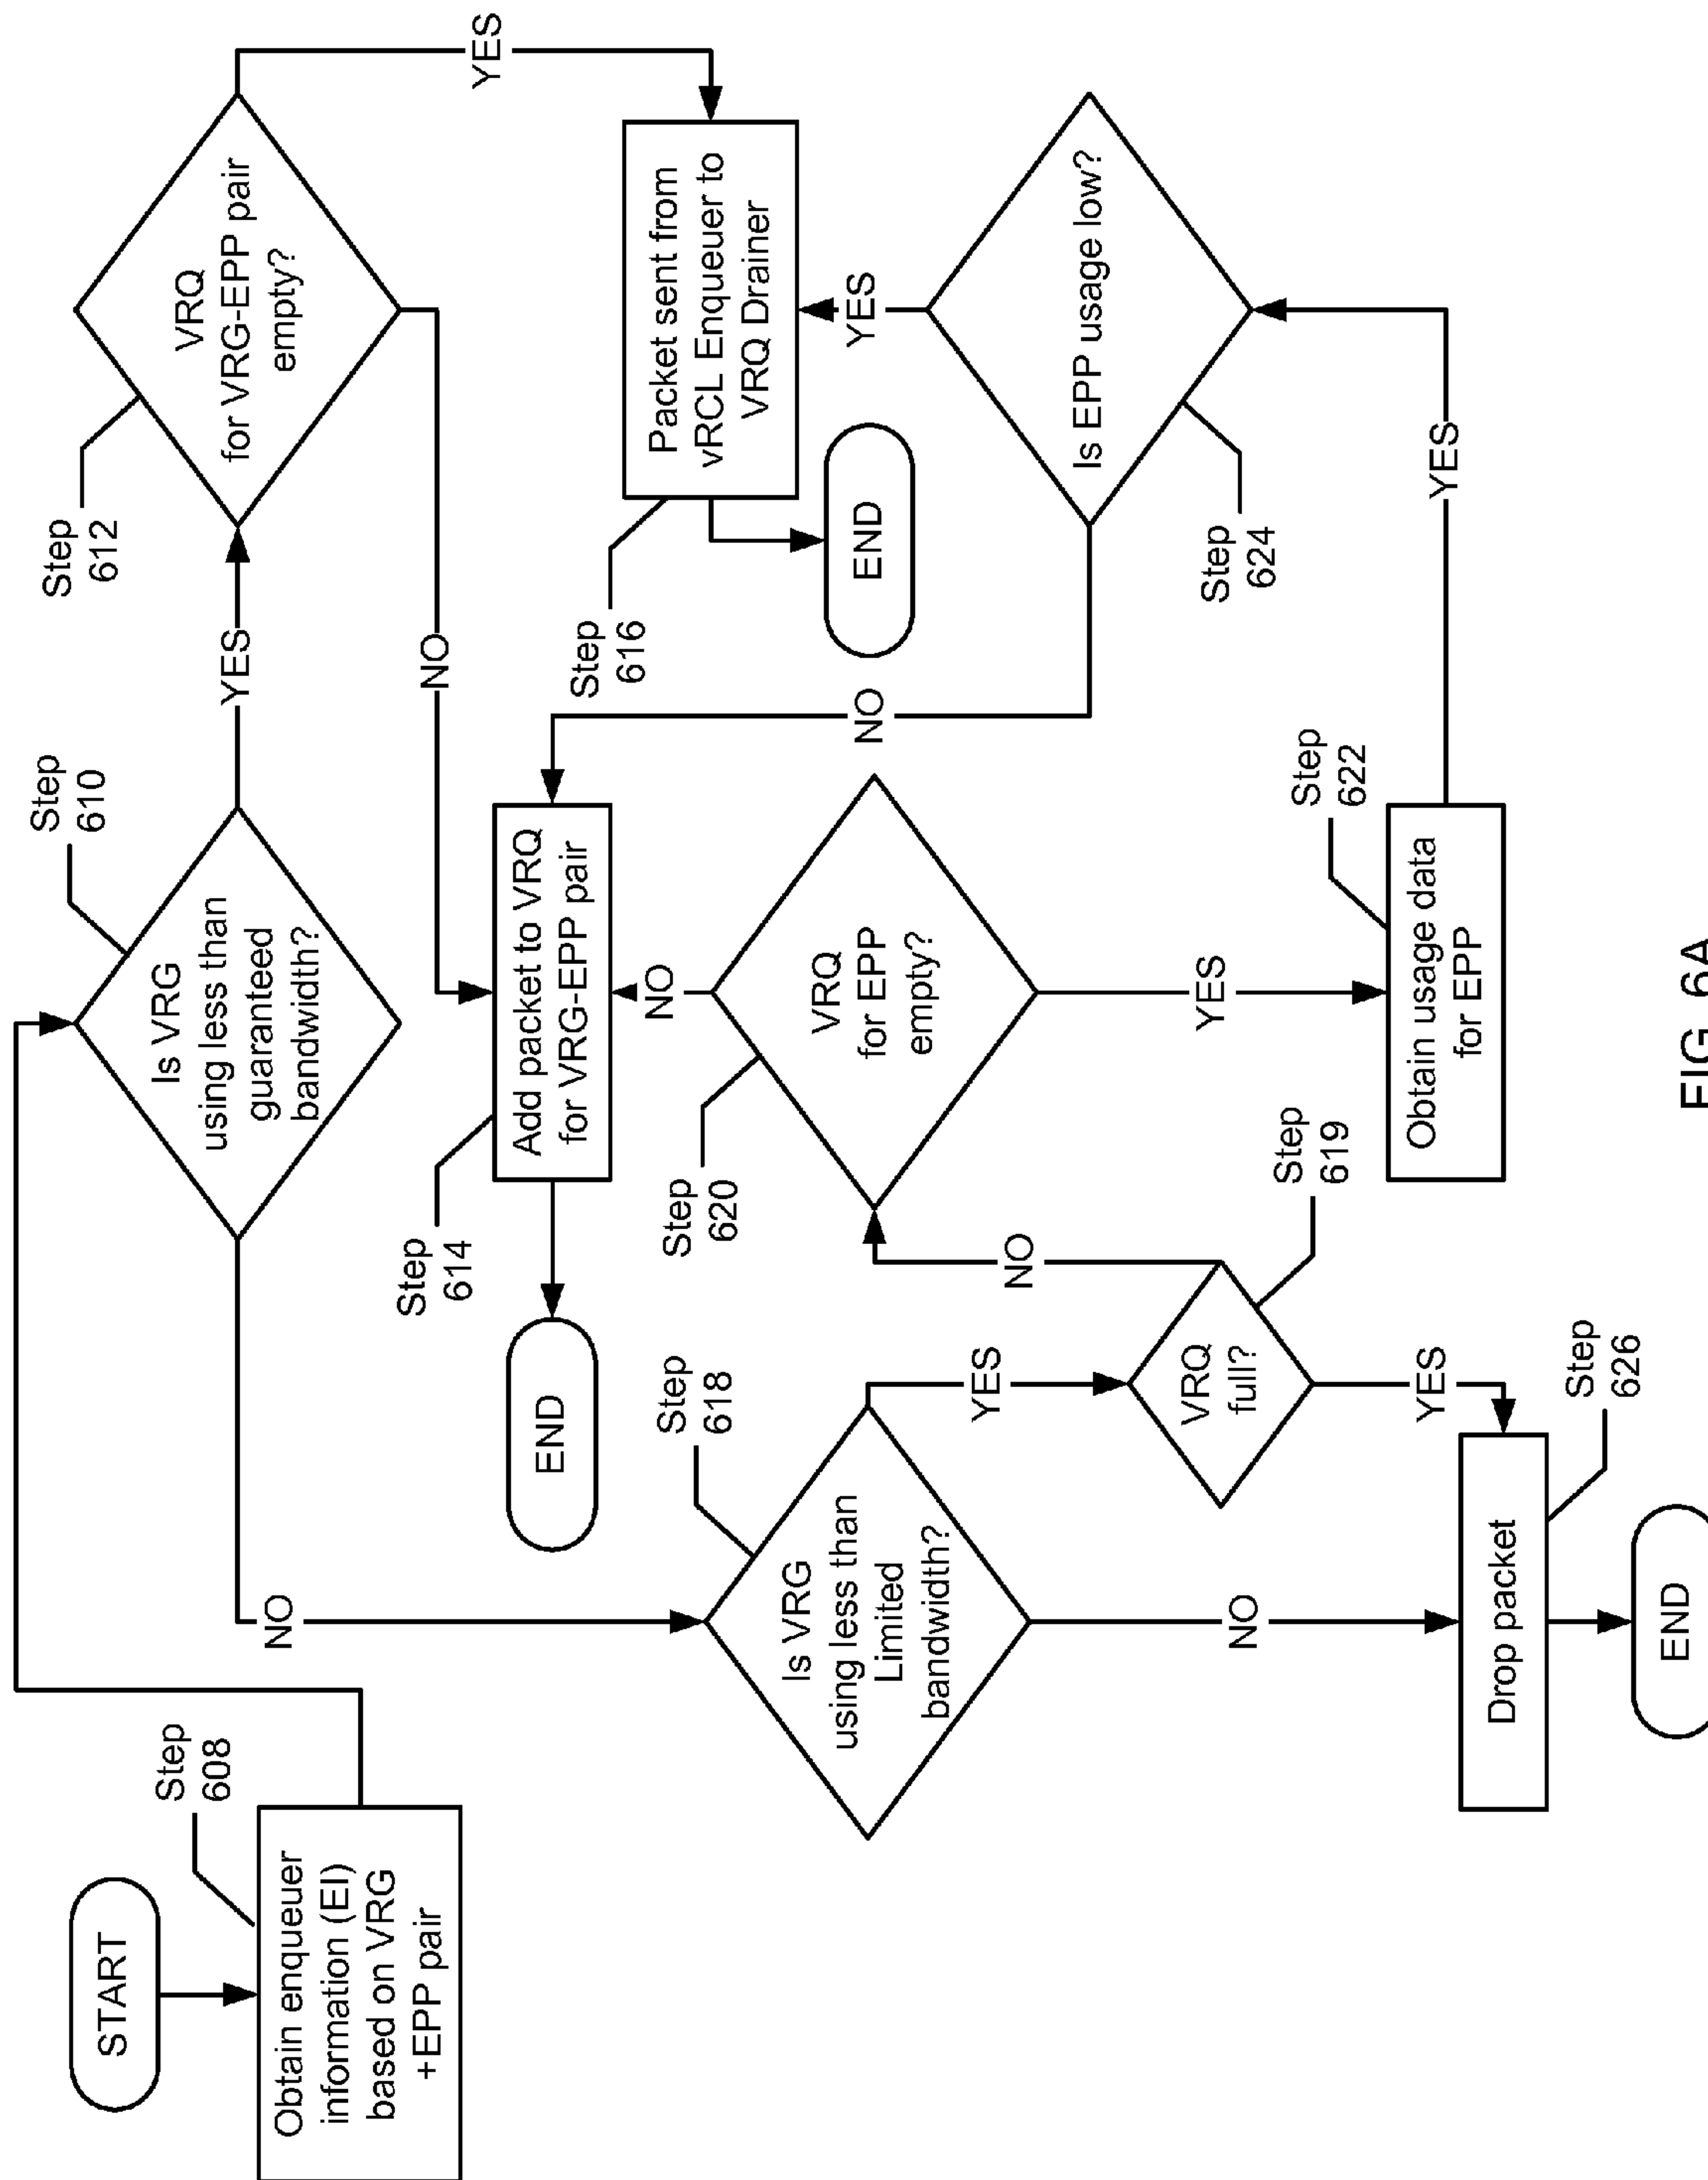 START
Step
608
Obtain enqueuer
information (EI)
based on VRG
+EPP pair
Step
610
Is VRG
using less than
guaranteed
bandwidth?
YES
NO
Step
612
VRQ
for VRG-EPP pair
empty?
YES
NO
Step
614
Add packet to VRQ
for VRG-EPP pair
END
Step
616
Packet sent from
vRCL Enqueuer to
VRQ Drainer
END
Step
618
Is VRG
using less than
Limited
bandwidth?
YES
NO
Step
619
VRQ
full?
NO
YES
Step
620
VRQ
for EPP
empty?
NO
YES
Step
622
Obtain usage data
for EPP
YES
Step
624
Is EPP usage low?
YES
NO
Step
626
Drop packet
END
FIG. 6A